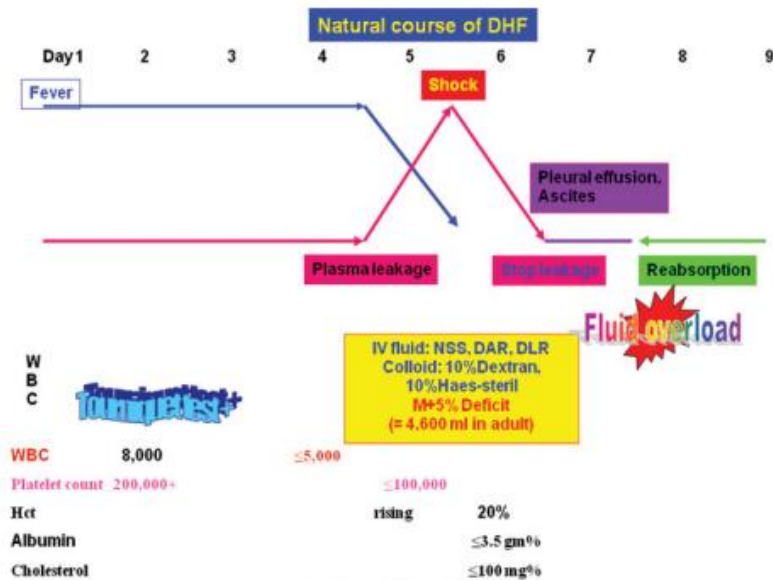 Natural course of DHF
Day 1 2 3 4 5 6 7 8 9
Fever
Shock
Pleural effusion.
Ascites
Plasma leakage
Stop leakage
Reabsorption
Fluid overload
IV fluid: NSS, DAR, DLR
Colloid: 10%Dextran,
10%Haes-steril
M+5% Deficit
(= 4,600 ml in adult)
W
B
C
WBC 8,000 ≤5,000
Platelet count 200,000+ ≤100,000
Hct rising 20%
Albumin ≤3.5 gm%
Cholesterol ≤100 mg%